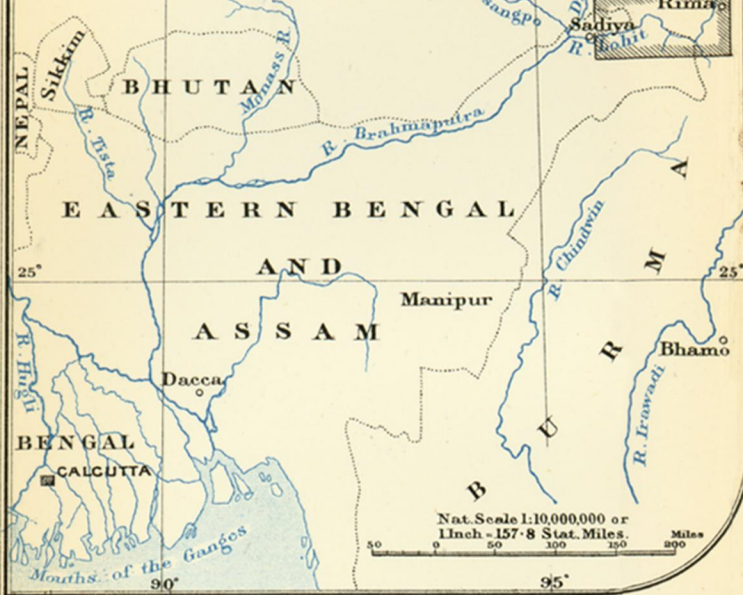 Rima
Sangpo
D
Sadiya
R. Lohit
NEPAL
Sikkim
BHUTAN
Monass R.
R. Tista
R. Brahmaputra
EASTERN BENGAL
AND
ASSAM
25°
25°
R. Chindwin
Manipur
BURMA
Bhamo
R. Irawadi
R. Hugli
Dacca
BENGAL
CALCUTTA
Mouths of the Ganges
Nat. Scale 1:10,000,000 or
1 Inch = 157·8 Stat. Miles.
50 0 50 100 150 200 Miles
90°
95°